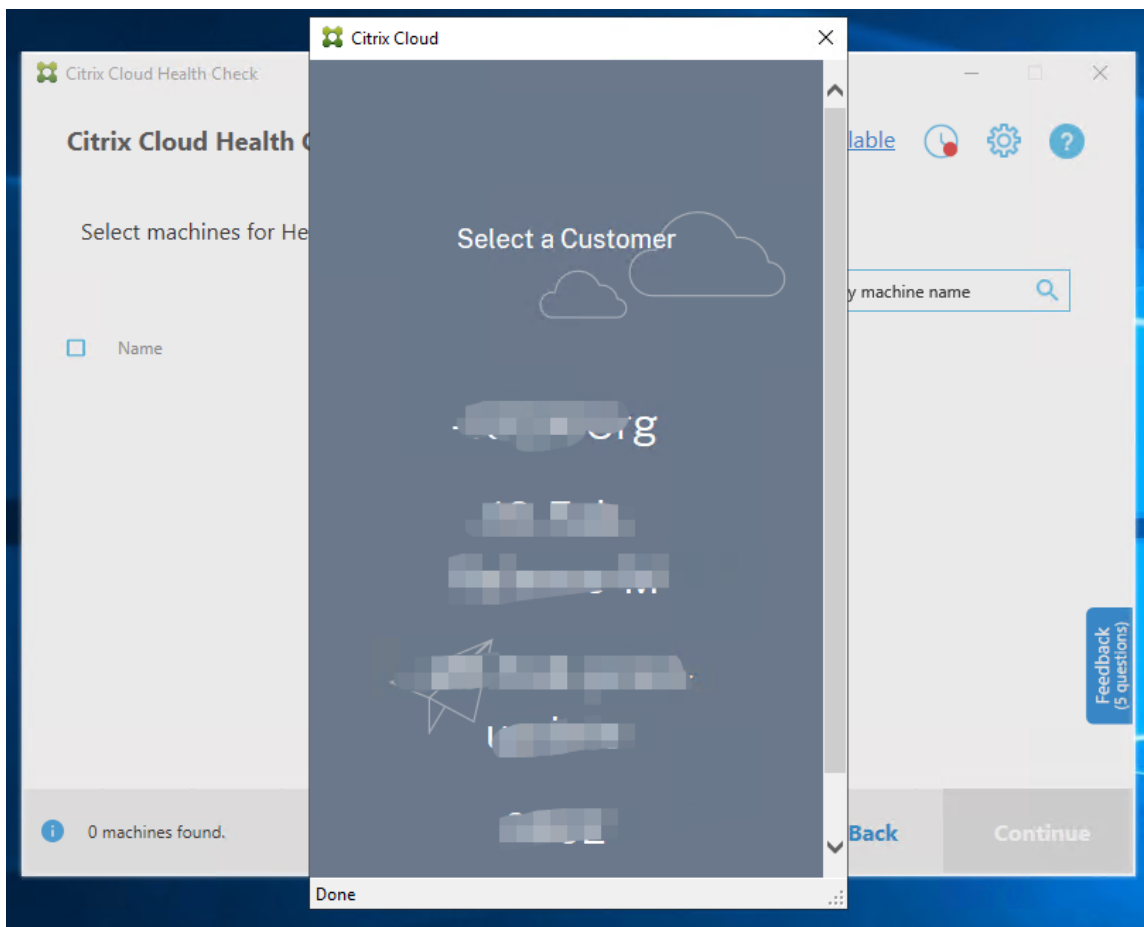 Citrix Cloud
Citrix Cloud Health Check
Citrix Cloud Health
lable
?
Select machines for He
Select a Customer
y machine name
Name
Feedback
(5 questions)
i
0 machines found.
Back
Continue
Done